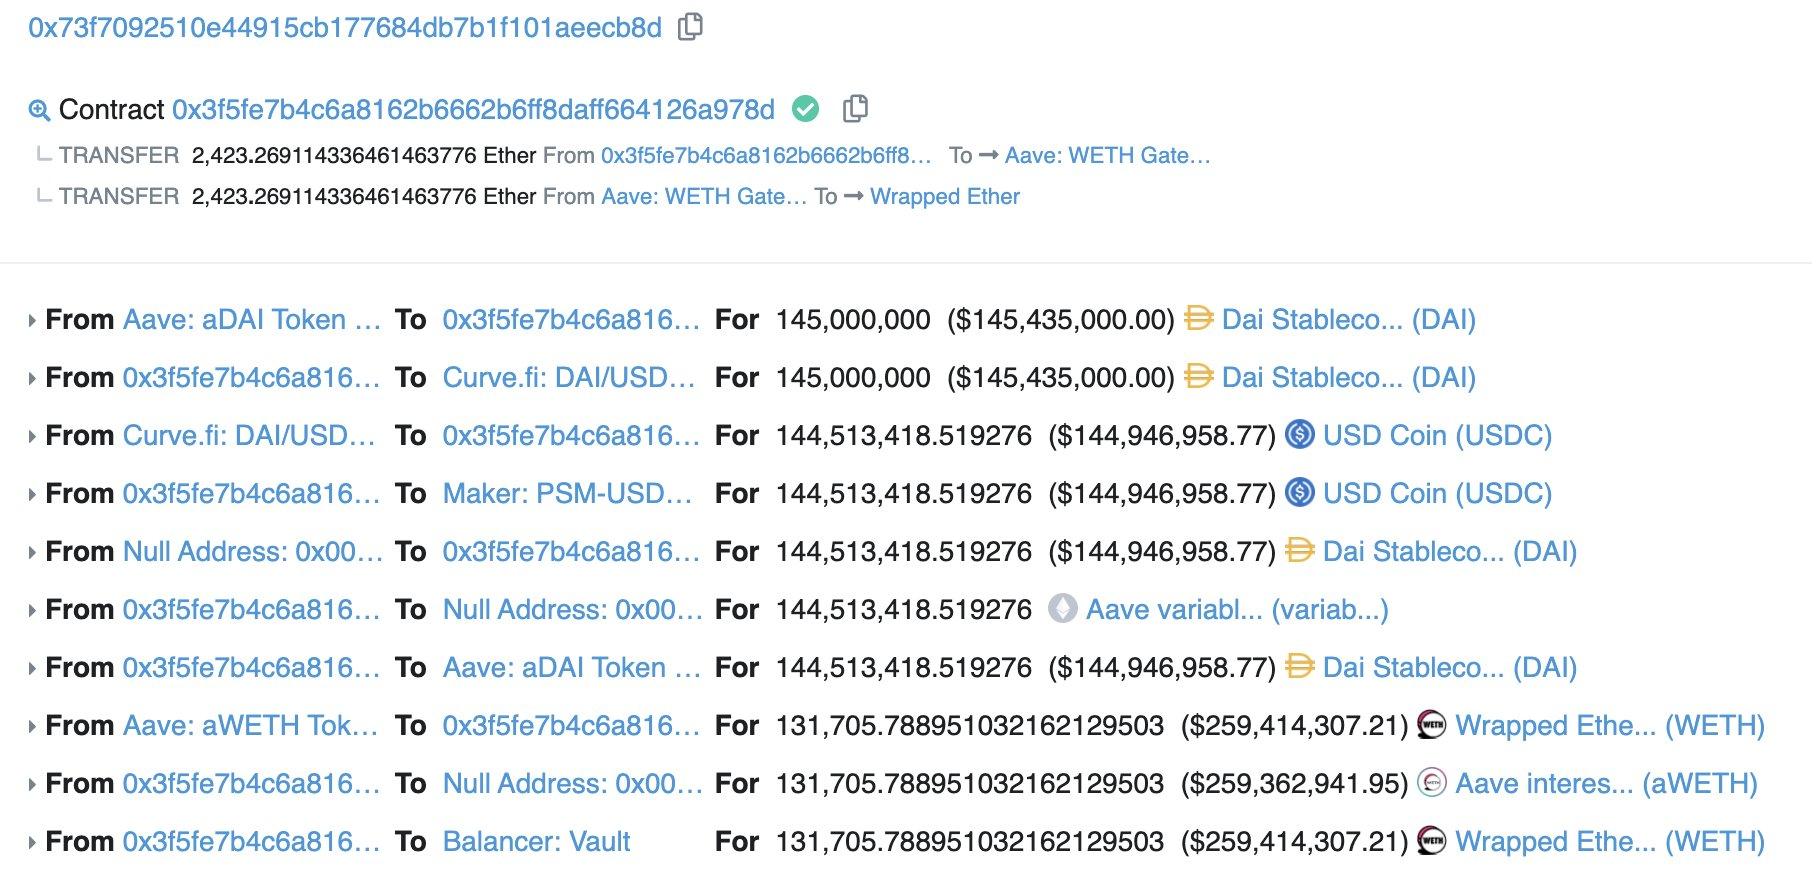 0x73f7092510e44915cb177684db7b1f101aeecb8d
Contract 0x3f5fe7b4c6a8162b6662b6ff8daff664126a978d
TRANSFER 2,423.269114336461463776 Ether From 0x3f5fe7b4c6a8162b6662b6ff8... To → Aave: WETH Gate...
TRANSFER 2,423.269114336461463776 Ether From Aave: WETH Gate... To → Wrapped Ether
From Aave: aDAI Token ... To 0x3f5fe7b4c6a816... For 145,000,000 ($145,435,000.00) Dai Stableco... (DAI)
From 0x3f5fe7b4c6a816... To Curve.fi: DAI/USD... For 145,000,000 ($145,435,000.00) Dai Stableco... (DAI)
From Curve.fi: DAI/USD... To 0x3f5fe7b4c6a816... For 144,513,418.519276 ($144,946,958.77) USD Coin (USDC)
From 0x3f5fe7b4c6a816... To Maker: PSM-USD... For 144,513,418.519276 ($144,946,958.77) USD Coin (USDC)
From Null Address: 0x00... To 0x3f5fe7b4c6a816... For 144,513,418.519276 ($144,946,958.77) Dai Stableco... (DAI)
From 0x3f5fe7b4c6a816... To Null Address: 0x00... For 144,513,418.519276 Aave variabl... (variab...)
From 0x3f5fe7b4c6a816... To Aave: aDAI Token ... For 144,513,418.519276 ($144,946,958.77) Dai Stableco... (DAI)
From Aave: aWETH Tok... To 0x3f5fe7b4c6a816... For 131,705.788951032162129503 ($259,414,307.21) WETH Wrapped Ethe... (WETH)
From 0x3f5fe7b4c6a816... To Null Address: 0x00... For 131,705.788951032162129503 ($259,362,941.95) Aave interes... (aWETH)
From 0x3f5fe7b4c6a816... To Balancer: Vault For 131,705.788951032162129503 ($259,414,307.21) WETH Wrapped Ethe... (WETH)